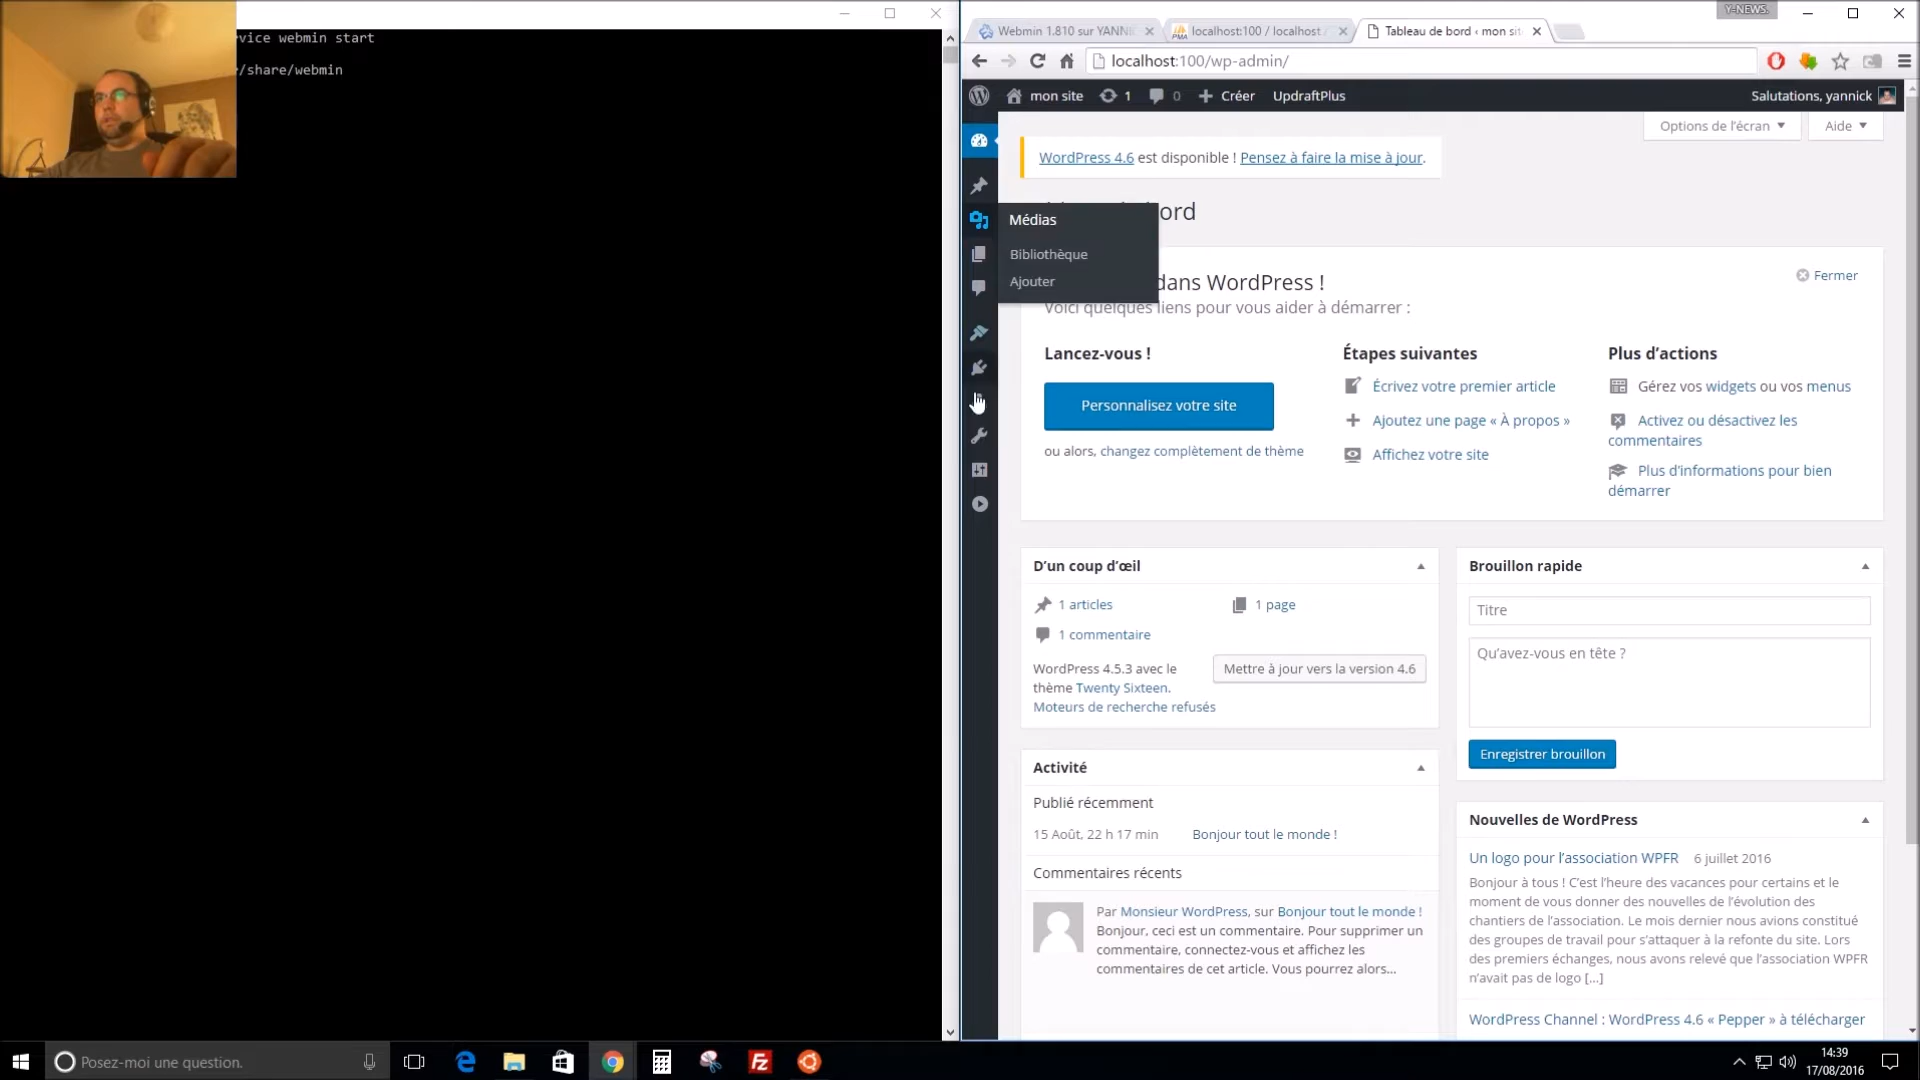 vice webmin start
/share/webmin
Y-NEWS.
Webmin 1.810 sur YANNI
localhost:100 / localhost
Tableau de bord ‹ mon sit
localhost:100/wp-admin/
mon site
1
0
Créer
UpdraftPlus
Salutations, yannick
Options de l'écran
Aide
WordPress 4.6 est disponible ! Pensez à faire la mise à jour.
ord
Médias
Bibliothèque
Ajouter
dans WordPress !
Voici quelques liens pour vous aider à démarrer :
Fermer
Lancez-vous !
Personnalisez votre site
ou alors, changez complètement de thème
Étapes suivantes
Écrivez votre premier article
Ajoutez une page « À propos »
Affichez votre site
Plus d'actions
Gérez vos widgets ou vos menus
Activez ou désactivez les
commentaires
Plus d'informations pour bien
démarrer
D'un coup d'œil
1 articles
1 page
1 commentaire
WordPress 4.5.3 avec le
thème Twenty Sixteen.
Mettre à jour vers la version 4.6
Moteurs de recherche refusés
Activité
Publié récemment
15 Août, 22 h 17 min
Bonjour tout le monde !
Commentaires récents
Par Monsieur WordPress, sur Bonjour tout le monde !
Bonjour, ceci est un commentaire. Pour supprimer un
commentaire, connectez-vous et affichez les
commentaires de cet article. Vous pourrez alors...
Brouillon rapide
Titre
Qu'avez-vous en tête ?
Enregistrer brouillon
Nouvelles de WordPress
Un logo pour l'association WPFR 6 juillet 2016
Bonjour à tous ! C'est l'heure des vacances pour certains et le
moment de vous donner des nouvelles de l'évolution des
chantiers de l'association. Le mois dernier nous avions constitué
des groupes de travail pour s'attaquer à la refonte du site. Lors
des premiers échanges, nous avons relevé que l'association WPFR
n'avait pas de logo [...]
WordPress Channel : WordPress 4.6 « Pepper » à télécharger
Posez-moi une question.
14:39
17/08/2016